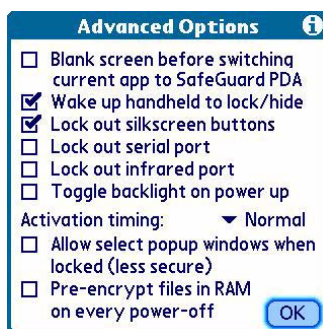 Advanced Options
Blank screen before switching
current app to SafeGuard PDA
Wake up handheld to lock/hide
Lock out silkscreen buttons
Lock out serial port
Lock out infrared port
Toggle backlight on power up
Activation timing: Normal
Allow select popup windows when
locked (less secure)
Pre-encrypt files in RAM
on every power-off
OK